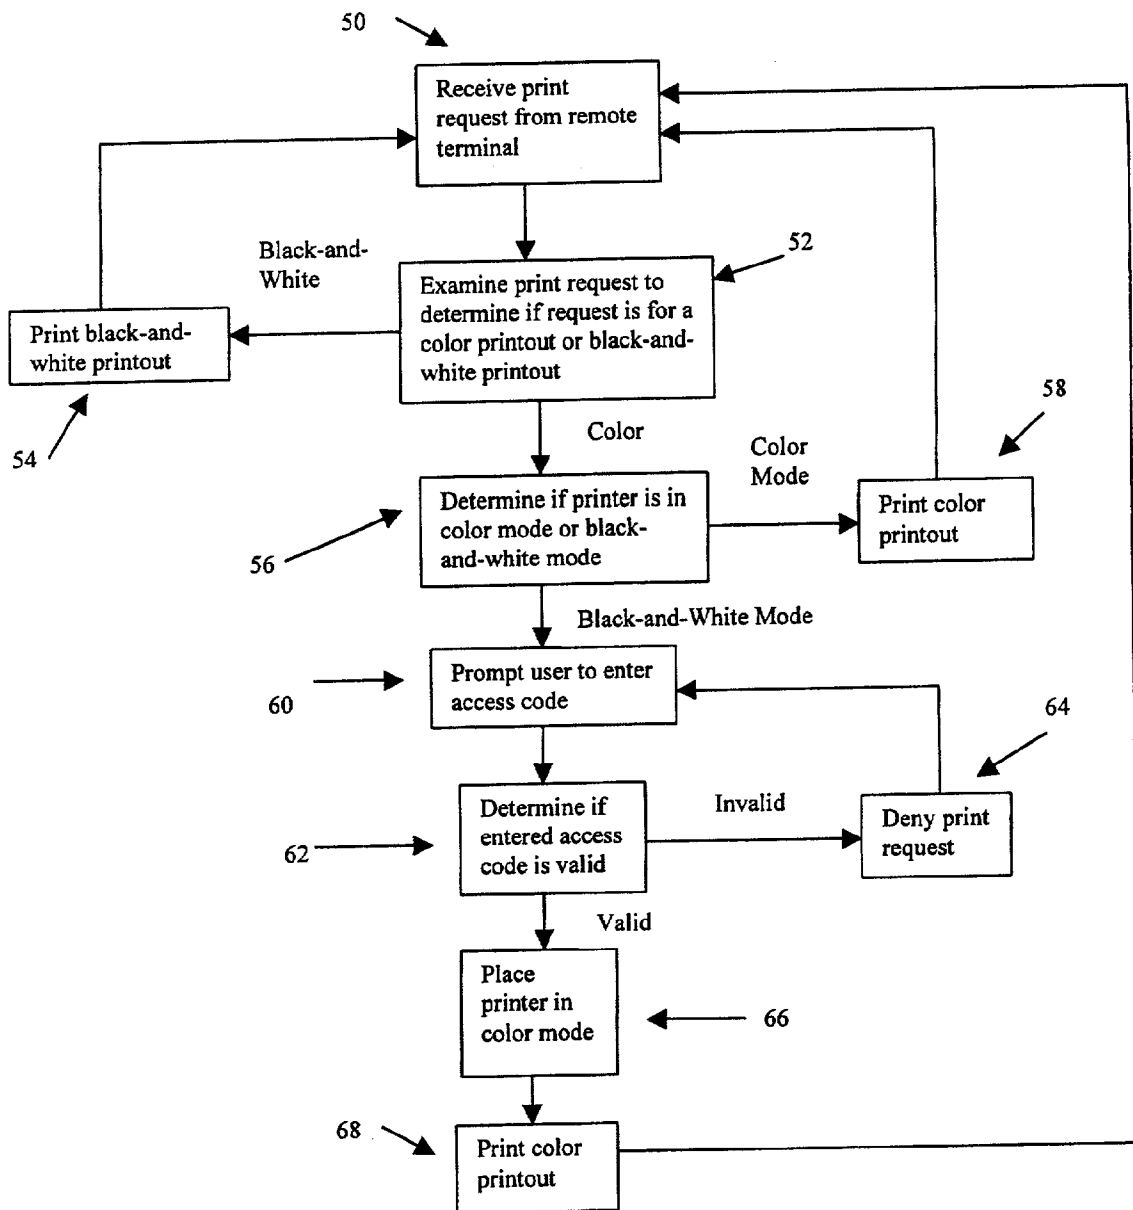 50
Receive print
request from remote
terminal
Black-and-
White
52
Examine print request to
determine if request is for a
color printout or black-and-
white printout
Print black-and-
white printout
54
Color
Color
Mode
58
Determine if printer is in
color mode or black-
and-white mode
Print color
printout
56
Black-and-White Mode
Prompt user to enter
access code
60
64
Determine if
entered access
code is valid
Invalid
Deny print
request
62
Valid
Place
printer in
color mode
66
68
Print color
printout